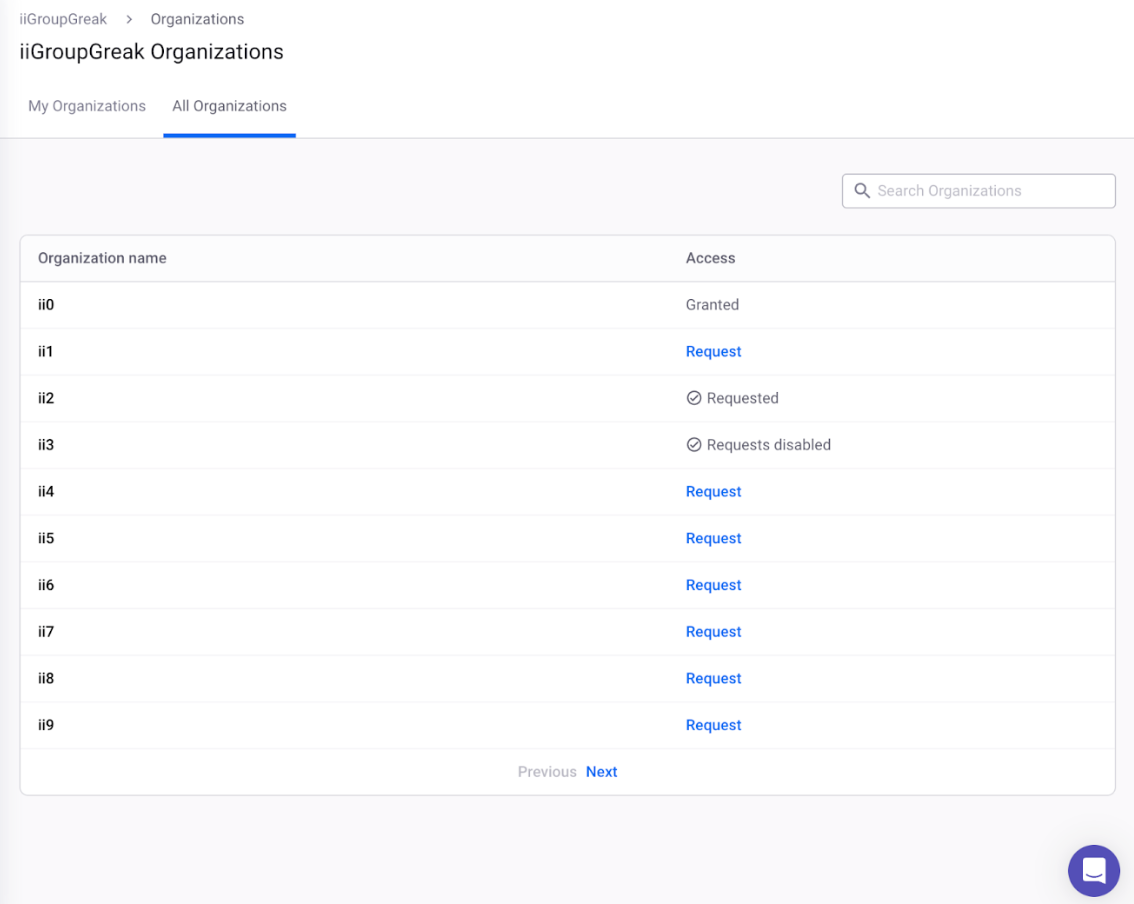 iiGroupGreak > Organizations
iiGroupGreak Organizations
My Organizations All Organizations
Search Organizations
Organization name Access
ii0 Granted
ii1 Request
ii2 Requested
ii3 Requests disabled
ii4 Request
ii5 Request
ii6 Request
ii7 Request
ii8 Request
ii9 Request
Previous Next